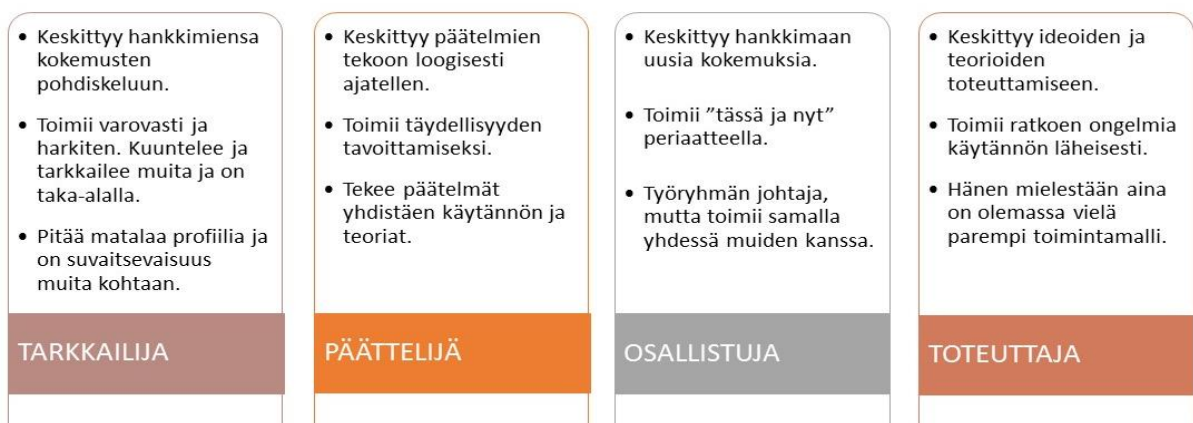 • Keskittyy hankkimiensa
kokemusten
pohdiskeluun.
• Toimii varovasti ja
harkiten. Kuuntelee ja
tarkkailee muita ja on
taka-alalla.
• Pitää matalaa profiilia ja
on suvaitsevaisuus
muita kohtaan.
TARKKAILIJA
• Keskittyy päätelmien
tekoon loogisesti
ajatellen.
• Toimii täydellisyyden
tavoittamiseksi.
• Tekee päätelmät
yhdistäen käytännön ja
teoriat.
PÄÄTTELIJÄ
• Keskittyy hankkimaan
uusia kokemuksia.
• Toimii ”tässä ja nyt”
periaatteella.
• Työryhmän johtaja,
mutta toimii samalla
yhdessä muiden kanssa.
OSALLISTUJA
• Keskittyy ideoiden ja
teorioiden
toteuttamiseen.
• Toimii ratkoen ongelmia
käytännön läheisesti.
• Hänen mielestään aina
on olemassa vielä
parempi toimintamalli.
TOTEUTTAJA